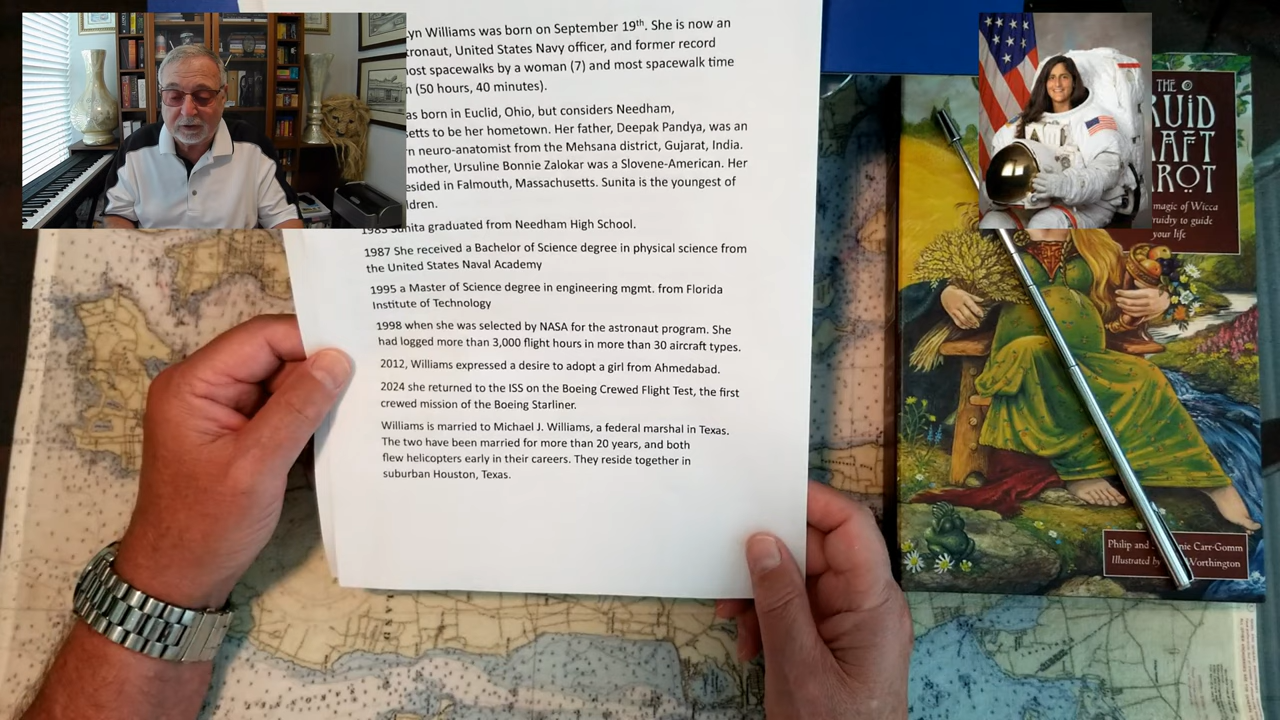 yn Williams was born on September 19th. She is now an
tronaut, United States Navy officer, and former record
ost spacewalks by a woman (7) and most spacewalk time
(50 hours, 40 minutes).
as born in Euclid, Ohio, but considers Needham,
etts to be her hometown. Her father, Deepak Pandya, was an
n neuro-anatomist from the Mehsana district, Gujarat, India.
mother, Ursuline Bonnie Zalokar was a Slovene-American. Her
esided in Falmouth, Massachusetts. Sunita is the youngest of
ldren.
1983 Sunita graduated from Needham High School.
1987 She received a Bachelor of Science degree in physical science from
the United States Naval Academy
1995 a Master of Science degree in engineering mgmt. from Florida
Institute of Technology
1998 when she was selected by NASA for the astronaut program. She
had logged more than 3,000 flight hours in more than 30 aircraft types.
2012, Williams expressed a desire to adopt a girl from Ahmedabad.
2024 she returned to the ISS on the Boeing Crewed Flight Test, the first
crewed mission of the Boeing Starliner.
Williams is married to Michael J. Williams, a federal marshal in Texas.
The two have been married for more than 20 years, and both
flew helicopters early in their careers. They reside together in
suburban Houston, Texas.
THE
RUID
RAFT
ROT
magic of Wicca
ruidry to guide
your life
Philip and nie Carr-Gomm
Illustrated by Worthington